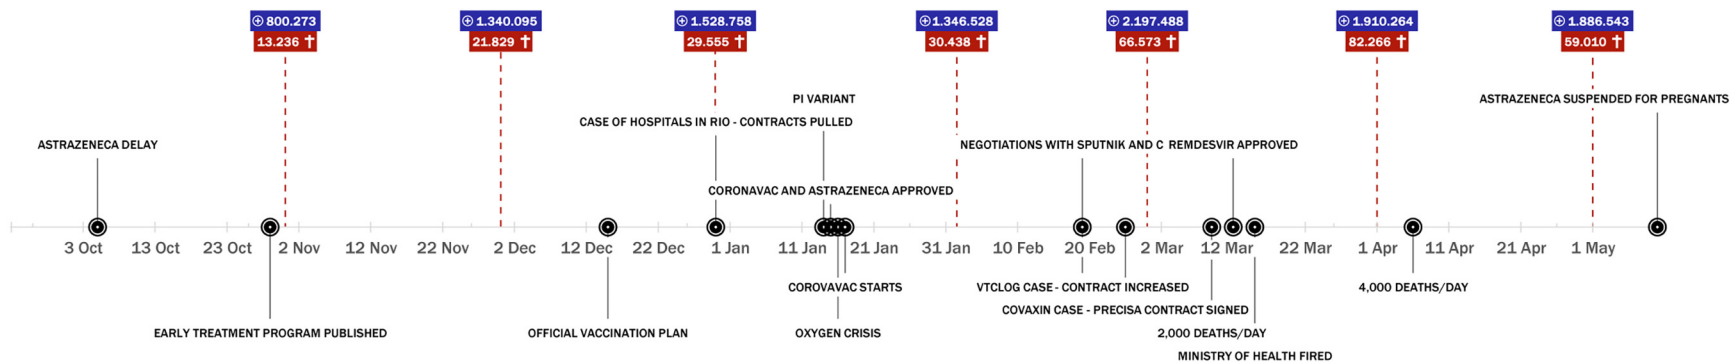 ⊕ 800.273
13.236 ✝
⊕ 1.340.095
21.829 ✝
⊕ 1.528.758
29.555 ✝
⊕ 1.346.528
30.438 ✝
⊕ 2.197.488
66.573 ✝
⊕ 1.910.264
82.266 ✝
⊕ 1.886.543
59.010 ✝
PI VARIANT
ASTRAZENECA SUSPENDED FOR PREGNANTS
CASE OF HOSPITALS IN RIO - CONTRACTS PULLED
ASTRAZENECA DELAY
NEGOTIATIONS WITH SPUTNIK AND C
REMDESVIR APPROVED
CORONAVAC AND ASTRAZENECA APPROVED
3 Oct
13 Oct
23 Oct
2 Nov
12 Nov
22 Nov
2 Dec
12 Dec
22 Dec
1 Jan
11 Jan
21 Jan
31 Jan
10 Feb
20 Feb
2 Mar
12 Mar
22 Mar
1 Apr
11 Apr
21 Apr
1 May
COROVAVAC STARTS
VTCLOG CASE - CONTRACT INCREASED
4,000 DEATHS/DAY
COVAXIN CASE - PRECISA CONTRACT SIGNED
EARLY TREATMENT PROGRAM PUBLISHED
OFFICIAL VACCINATION PLAN
OXYGEN CRISIS
2,000 DEATHS/DAY
MINISTRY OF HEALTH FIRED